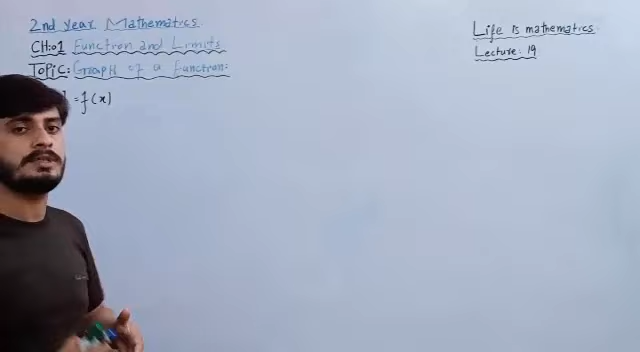 2nd year Mathematics
CH:01 Function and Limits
Topic: Graph of a Function:
= f(x)
Life is mathematics
Lecture: 19